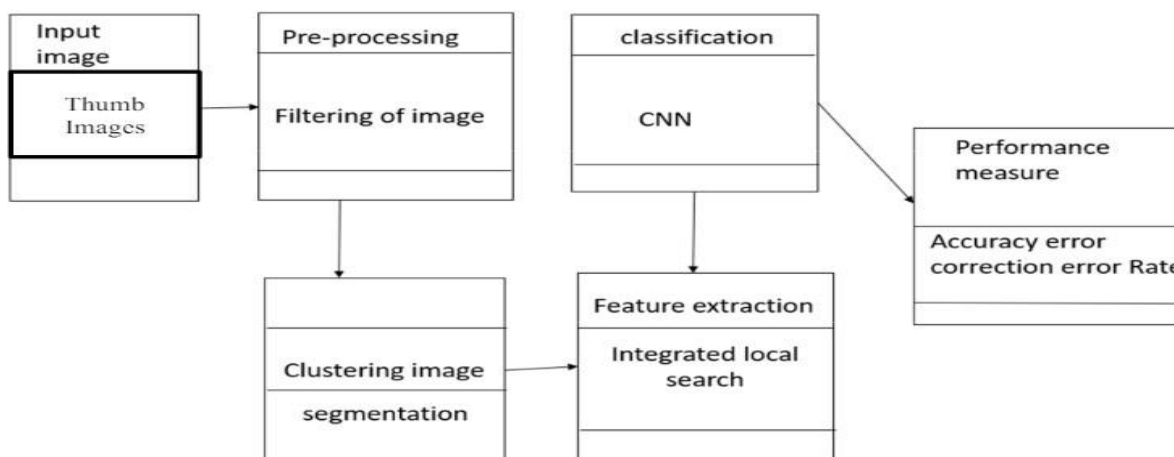 Input
image
Thumb
Images
Pre-processing
Filtering of image
classification
CNN
Performance
measure
Accuracy error
correction error Rate
Clustering image
segmentation
Feature extraction
Integrated local
search